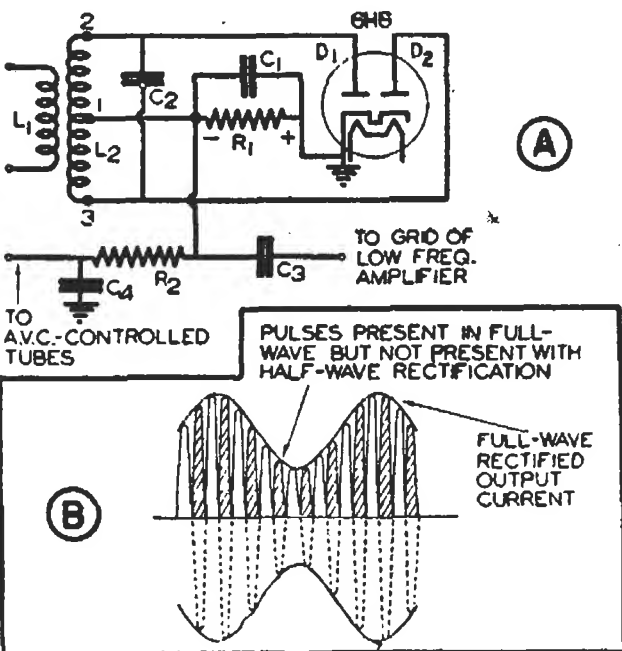 6H6
2
D1
D2
C1
C2
L1
1
L2
R1
- +
3
A
TO GRID OF
LOW FREQ.
AMPLIFIER
R2
C3
C4
TO
A.V.C.-CONTROLLED
TUBES
PULSES PRESENT IN FULL-
WAVE BUT NOT PRESENT WITH
HALF-WAVE RECTIFICATION
FULL-WAVE
RECTIFIED
OUTPUT
CURRENT
B